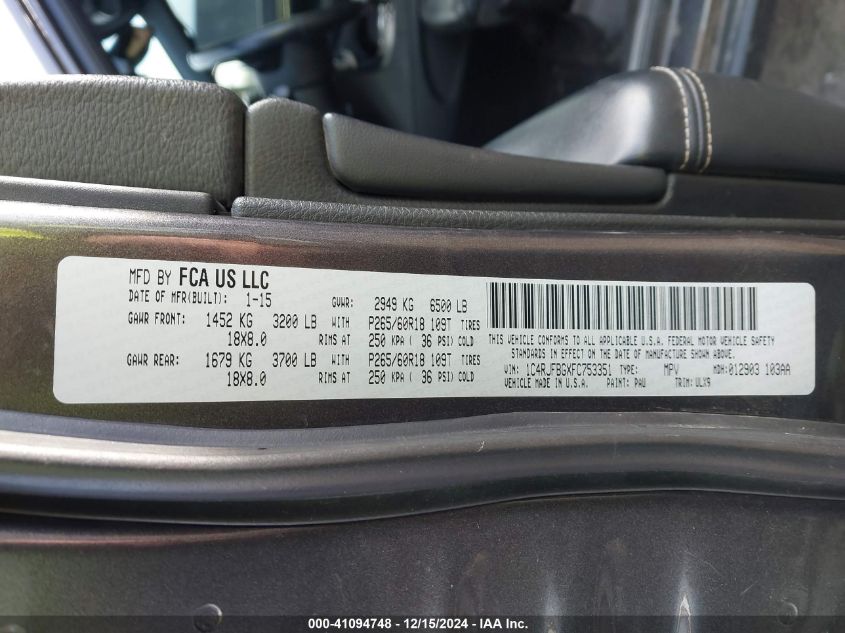 MFD BY FCA US LLC
DATE OF MFR(BUILT): 1-15 GVWR: 2949 KG 6500 LB
GAWR FRONT: 1452 KG 3200 LB WITH P265/60R18 109T TIRES
18X8.0 RIMS AT 250 KPA ( 36 PSI) COLD
GAWR REAR: 1679 KG 3700 LB WITH P265/60R18 109T TIRES
18X8.0 RIMS AT 250 KPA ( 36 PSI) COLD
THIS VEHICLE CONFORMS TO ALL APPLICABLE U.S.A. FEDERAL MOTOR VEHICLE SAFETY
STANDARDS IN EFFECT ON THE DATE OF MANUFACTURE SHOWN ABOVE.
VIN: 1C4RJFBGXFC753351 TYPE: MPV MDH:012903 103AA
VEHICLE MADE IN U.S.A. PAINT: PAU TRIM: ULX9
000-41094748 - 12/15/2024 - IAA Inc.